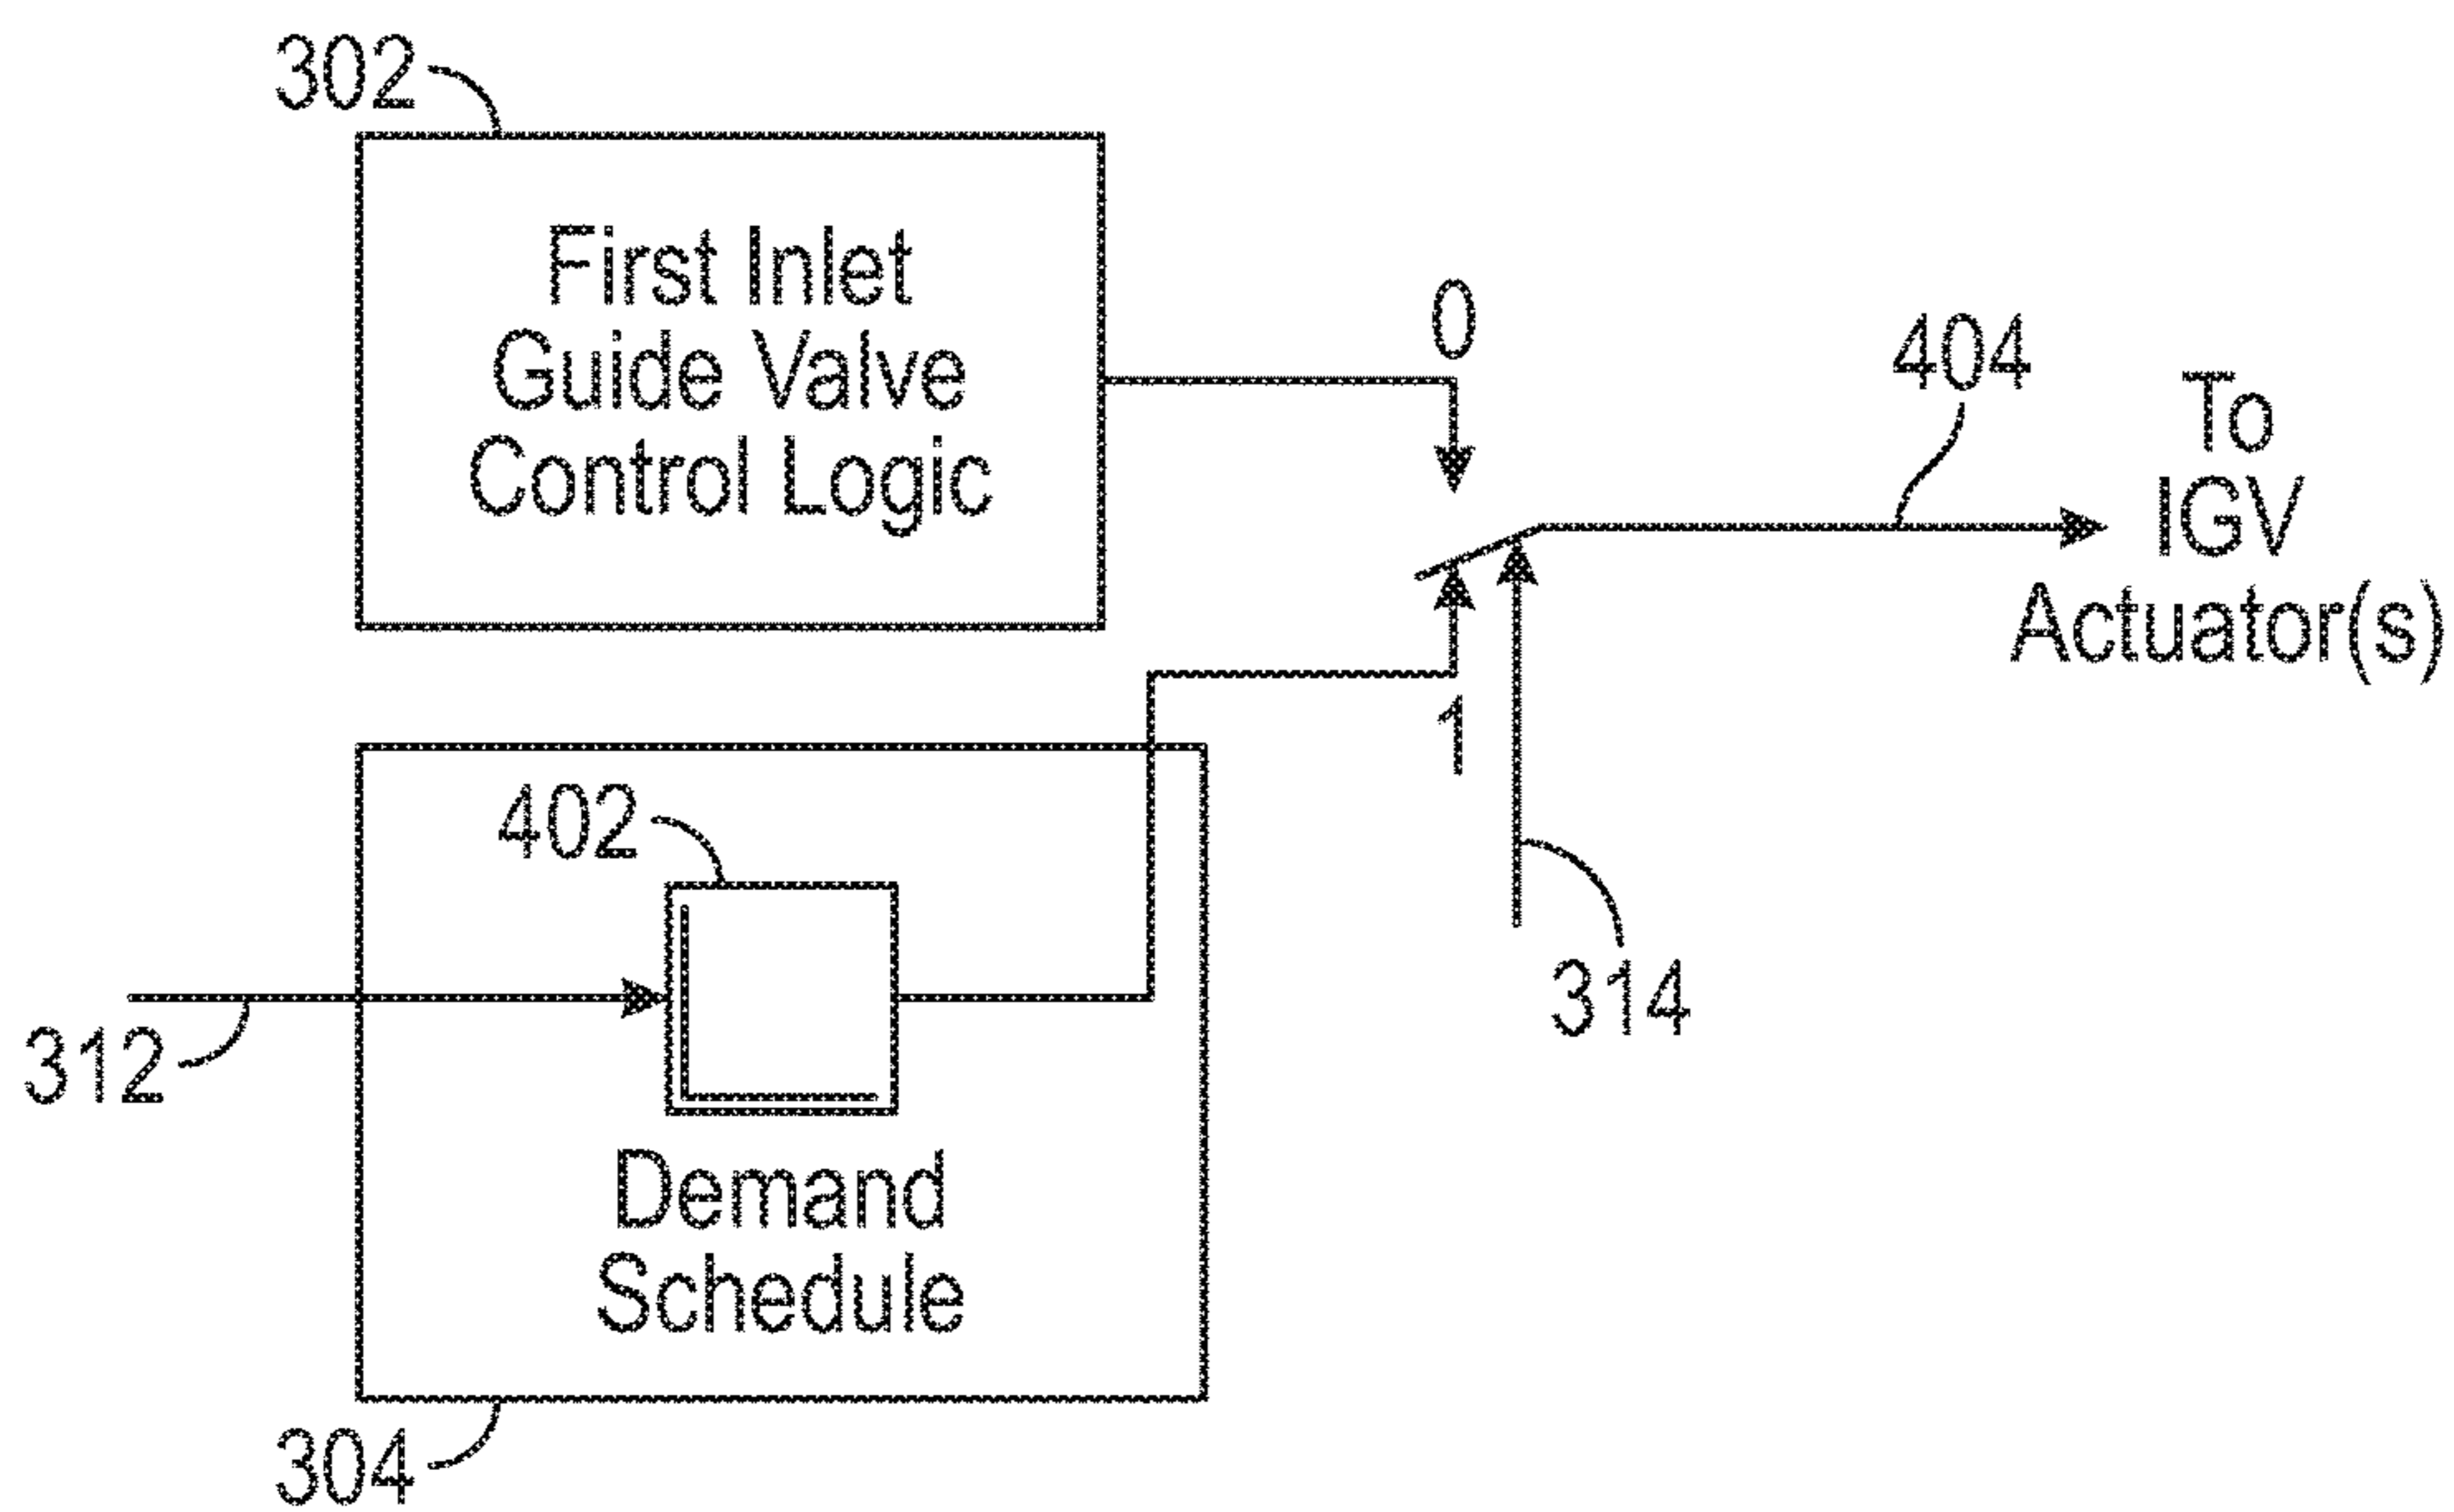 302
First Inlet
Guide Valve
Control Logic
0
404
To
IGV
Actuator(s)
1
402
314
312
Demand
Schedule
304